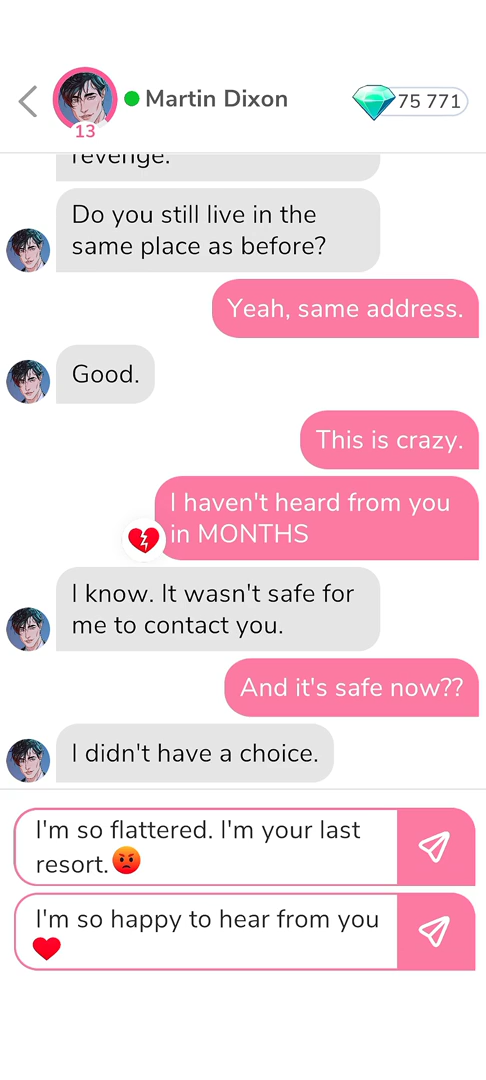 Martin Dixon
75 771
13
revenge.
Do you still live in the
same place as before?
Yeah, same address.
Good.
This is crazy.
I haven't heard from you
in MONTHS
I know. It wasn't safe for
me to contact you.
And it's safe now??
I didn't have a choice.
I'm so flattered. I'm your last
resort.😡
I'm so happy to hear from you
❤️